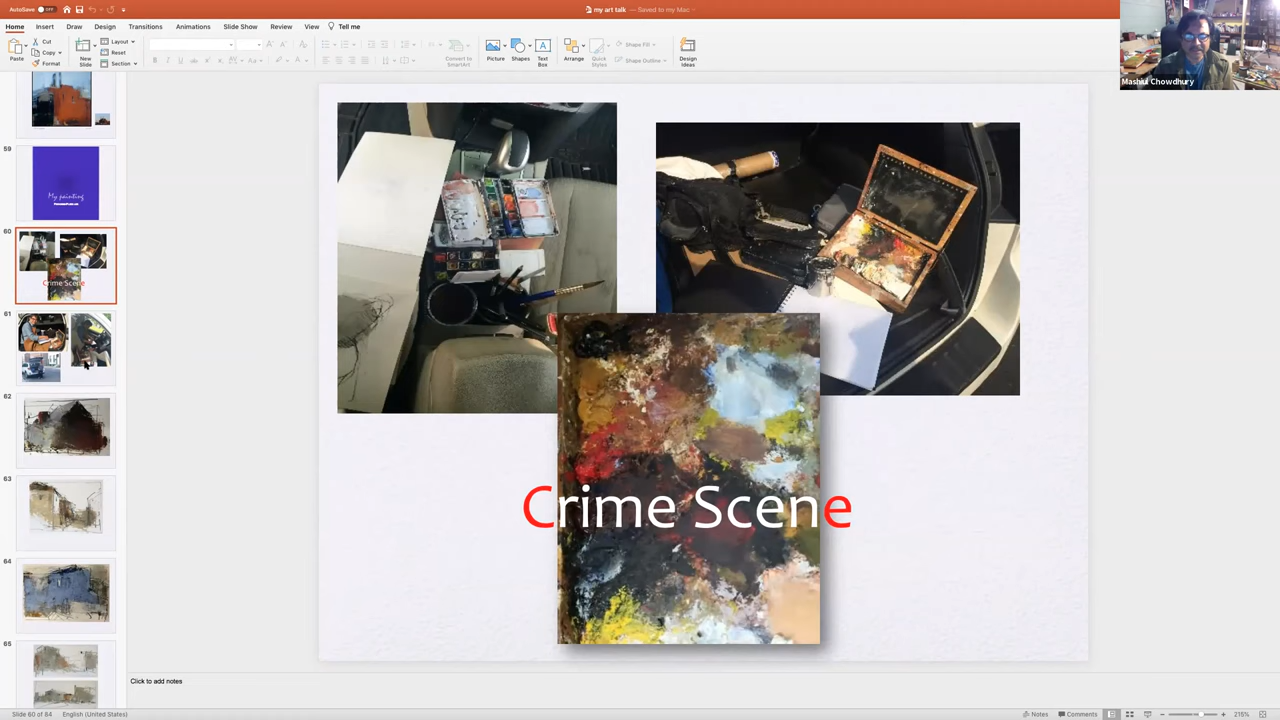 AutoSave OFF
my art talk — Saved to my Mac
Home Insert Draw Design Transitions Animations Slide Show Review View Tell me
Paste
Cut
Copy
Format
New Slide
Layout
Reset
Section
Convert to SmartArt
Picture
Shapes
Text Box
Arrange
Quick Styles
Shape Fill
Shape Outline
Design Ideas
Mashiul Chowdhury
59
My painting
60
Crime Scene
61
62
63
64
65
Crime Scene
Click to add notes
Slide 60 of 84 English (United States)
Notes Comments 215%